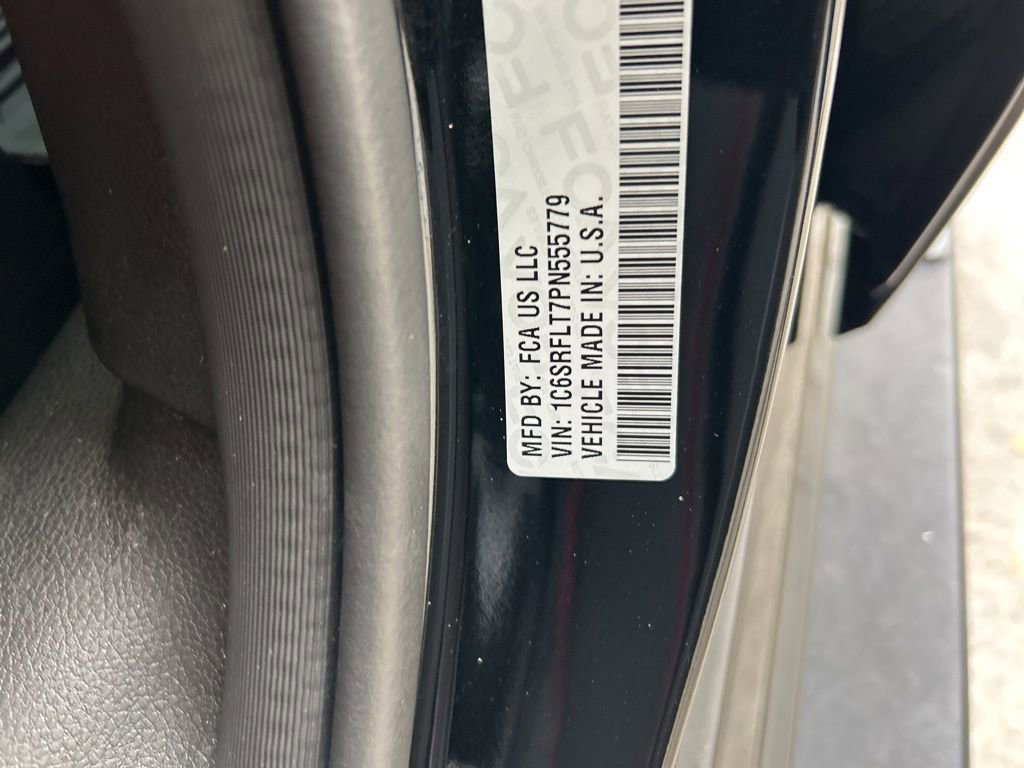 MFD BY: FCA US LLC
VIN: 1C6SRFLT7PN555779
VEHICLE MADE IN: U.S.A.